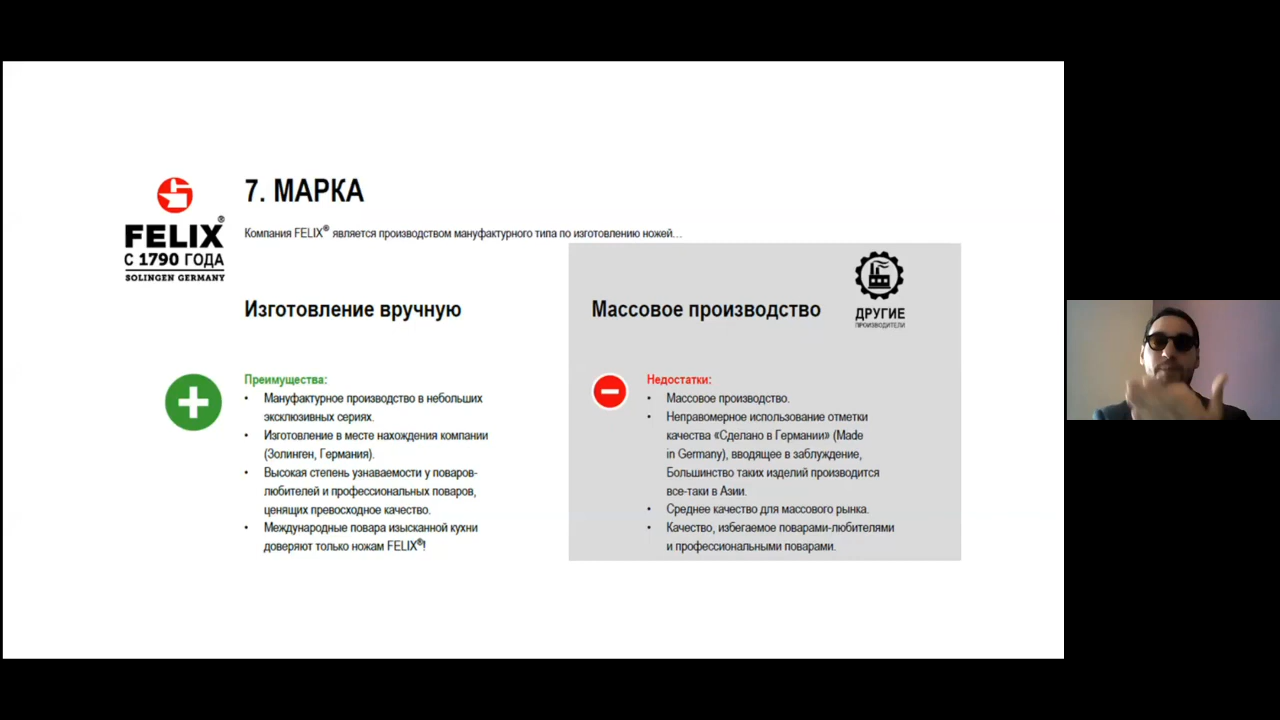 7. МАРКА
FELIX®
С 1790 ГОДА
SOLINGEN GERMANY
Компания FELIX® является производством мануфактурного типа по изготовлению ножей...
Изготовление вручную
Преимущества:
• Мануфактурное производство в небольших
эксклюзивных сериях.
• Изготовление в месте нахождения компании
(Золинген, Германия).
• Высокая степень узнаваемости у поваров-
любителей и профессиональных поваров,
ценящих превосходное качество.
• Международные повара изысканной кухни
доверяют только ножам FELIX®!
Массовое производство
ДРУГИЕ
ПРОИЗВОДИТЕЛИ
Недостатки:
• Массовое производство.
• Неправомерное использование отметки
качества «Сделано в Германии» (Made
in Germany), вводящее в заблуждение,
Большинство таких изделий производится
все-таки в Азии.
• Среднее качество для массового рынка.
• Качество, избегаемое поварами-любителями
и профессиональными поварами.